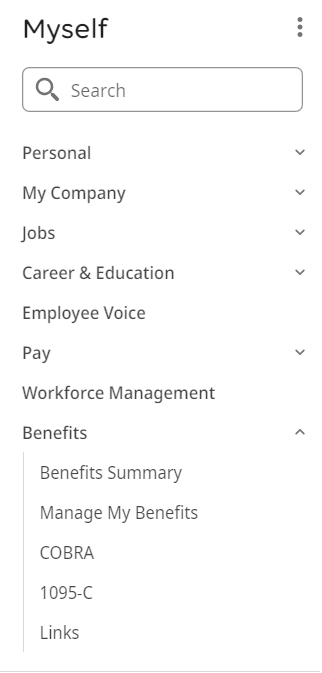 Myself
Search
Personal
My Company
Jobs
Career & Education
Employee Voice
Pay
Workforce Management
Benefits
Benefits Summary
Manage My Benefits
COBRA
1095-C
Links